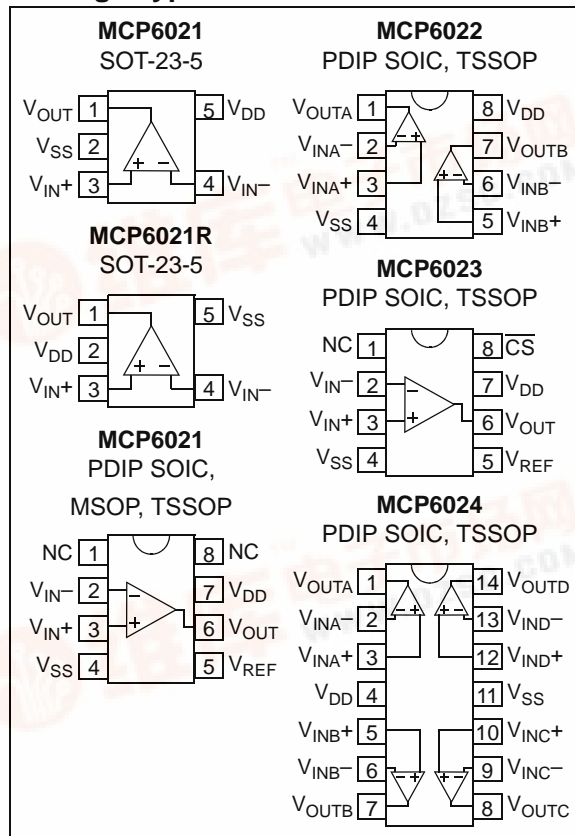 MCP6021
SOT-23-5
VOUT 1
5 VDD
VSS 2
VIN+ 3
4 VIN–
+ –
MCP6021R
SOT-23-5
VOUT 1
5 VSS
VDD 2
VIN+ 3
4 VIN–
+ –
MCP6021
PDIP SOIC,
MSOP, TSSOP
NC 1
8 NC
VIN– 2
7 VDD
VIN+ 3
6 VOUT
VSS 4
5 VREF
–
+
MCP6022
PDIP SOIC, TSSOP
VOUTA 1
8 VDD
VINA– 2
7 VOUTB
VINA+ 3
6 VINB–
VSS 4
5 VINB+
- +
+ -
MCP6023
PDIP SOIC, TSSOP
NC 1
8 CS
VIN– 2
7 VDD
VIN+ 3
6 VOUT
VSS 4
5 VREF
–
+
MCP6024
PDIP SOIC, TSSOP
VOUTA 1
14 VOUTD
VINA– 2
13 VIND–
VINA+ 3
12 VIND+
VDD 4
11 VSS
VINB+ 5
10 VINC+
VINB– 6
9 VINC–
VOUTB 7
8 VOUTC
- +
+ -
- +
+ -